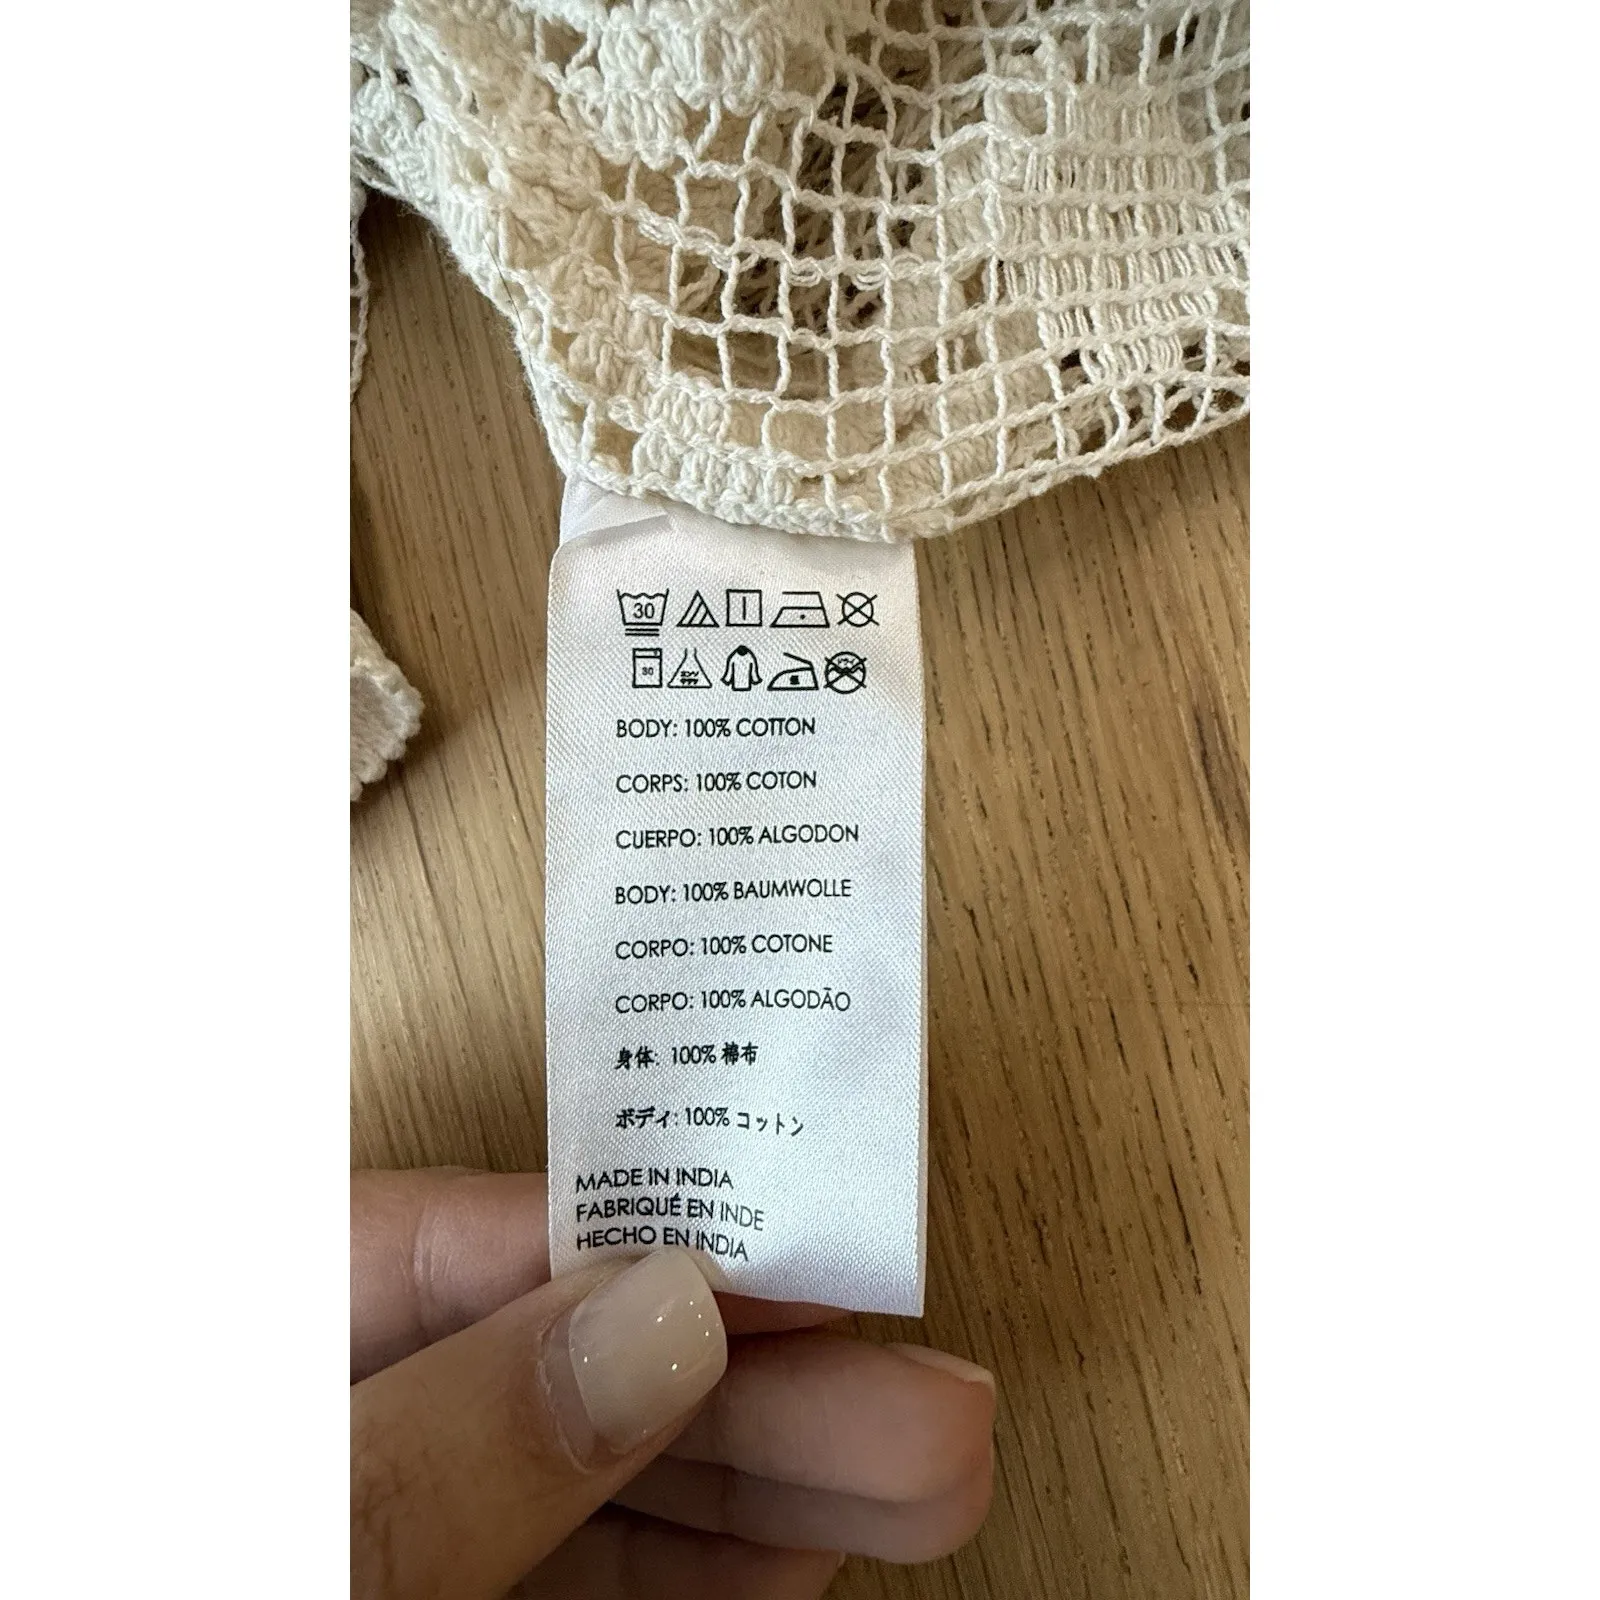 30
30
BODY: 100% COTTON
CORPS: 100% COTON
CUERPO: 100% ALGODON
BODY: 100% BAUMWOLLE
CORPO: 100% COTONE
CORPO: 100% ALGODÃO
身体: 100% 棉布
ボディ: 100% コットン
MADE IN INDIA
FABRIQUÉ EN INDE
HECHO EN INDIA